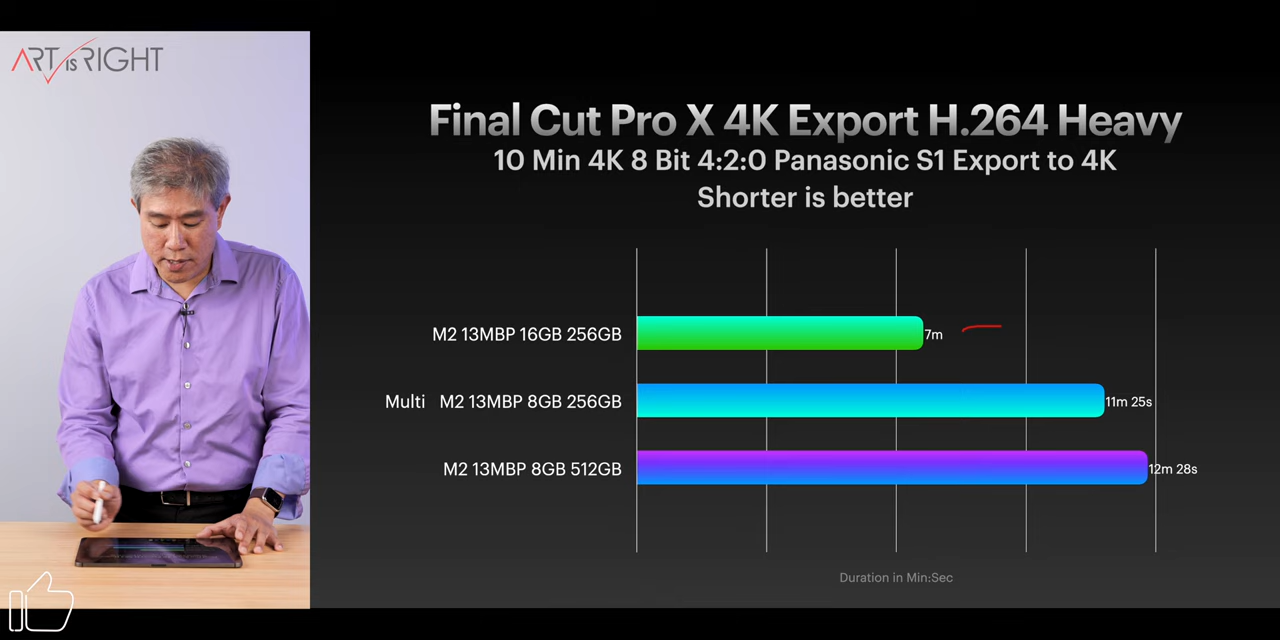 ART IS RIGHT
Final Cut Pro X 4K Export H.264 Heavy
10 Min 4K 8 Bit 4:2:0 Panasonic S1 Export to 4K
Shorter is better
M2 13MBP 16GB 256GB 7m
Multi M2 13MBP 8GB 256GB 11m 25s
M2 13MBP 8GB 512GB 12m 28s
Duration in Min:Sec